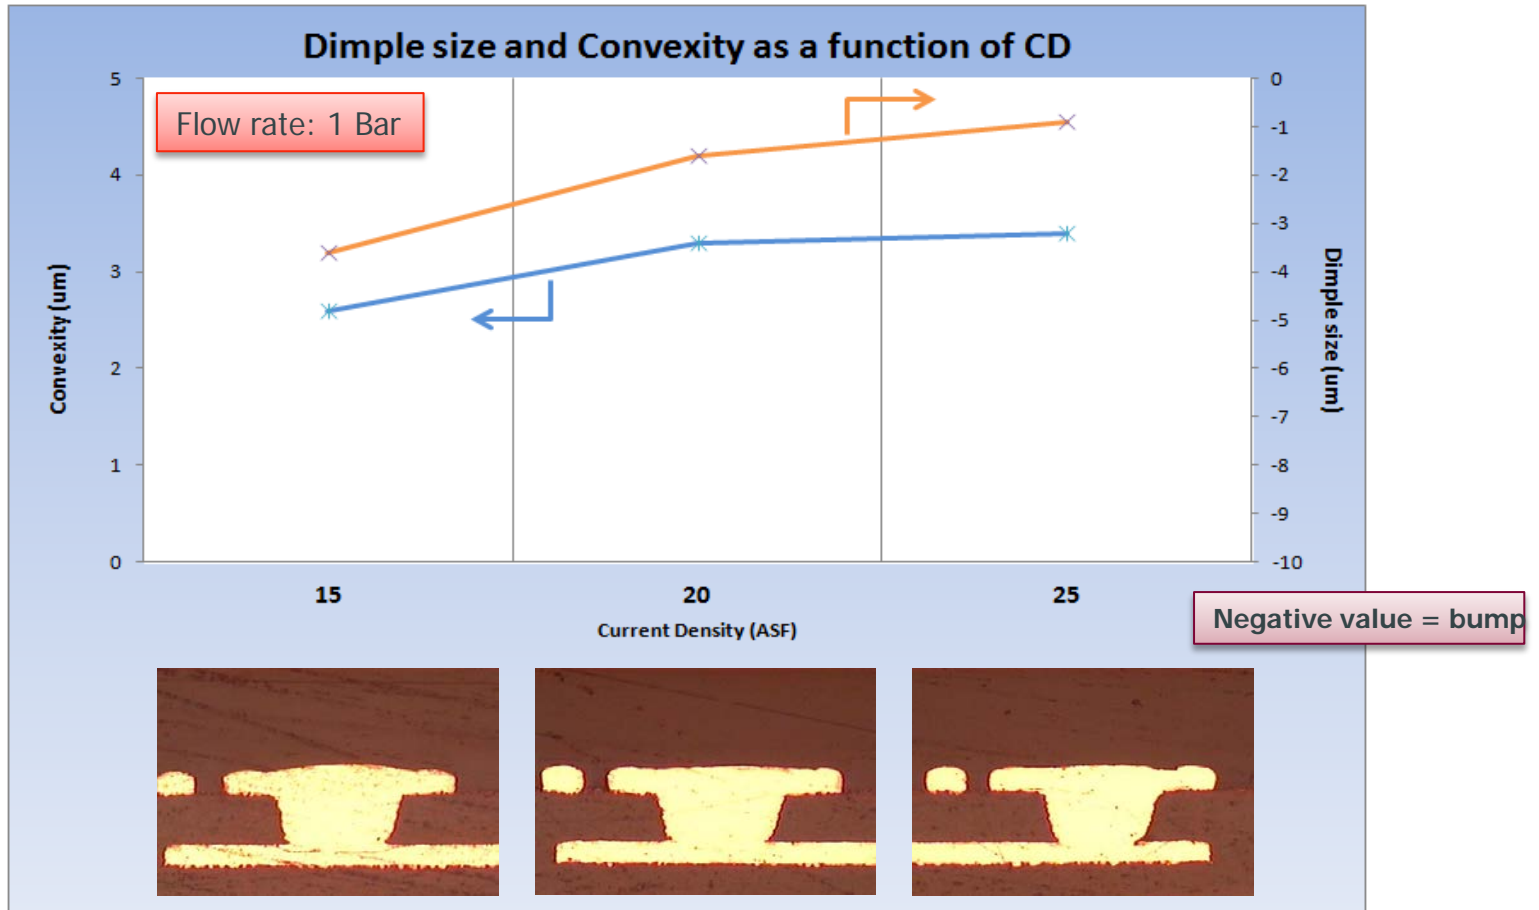 Dimple size and Convexity as a function of CD
Flow rate: 1 Bar
Convexity (um)
5
4
3
2
1
0
0
-1
-2
-3
-4
-5
-6
-7
-8
-9
-10
Dimple size (um)
15 20 25
Current Density (ASF)
Negative value = bump